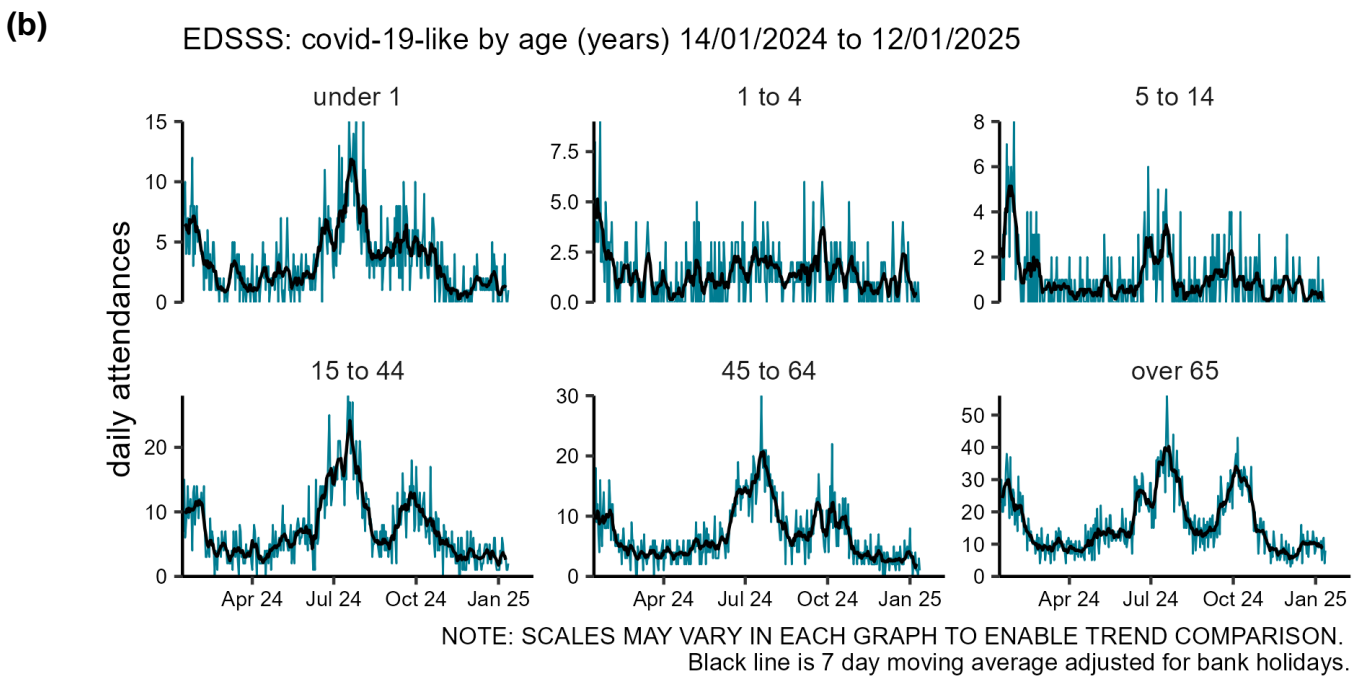 (b)
EDSSS: covid-19-like by age (years) 14/01/2024 to 12/01/2025
daily attendances
under 1
15
10
5
0
1 to 4
7.5
5.0
2.5
0.0
5 to 14
8
6
4
2
0
15 to 44
20
10
0
Apr 24 Jul 24 Oct 24 Jan 25
45 to 64
30
20
10
0
Apr 24 Jul 24 Oct 24 Jan 25
over 65
50
40
30
20
10
0
Apr 24 Jul 24 Oct 24 Jan 25
NOTE: SCALES MAY VARY IN EACH GRAPH TO ENABLE TREND COMPARISON.
Black line is 7 day moving average adjusted for bank holidays.